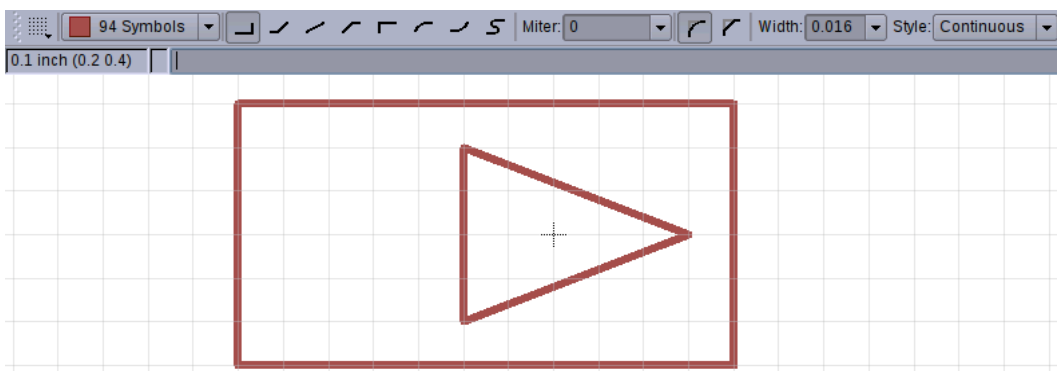 94 Symbols Miter: 0 Width: 0.016 Style: Continuous
0.1 inch (0.2 0.4)